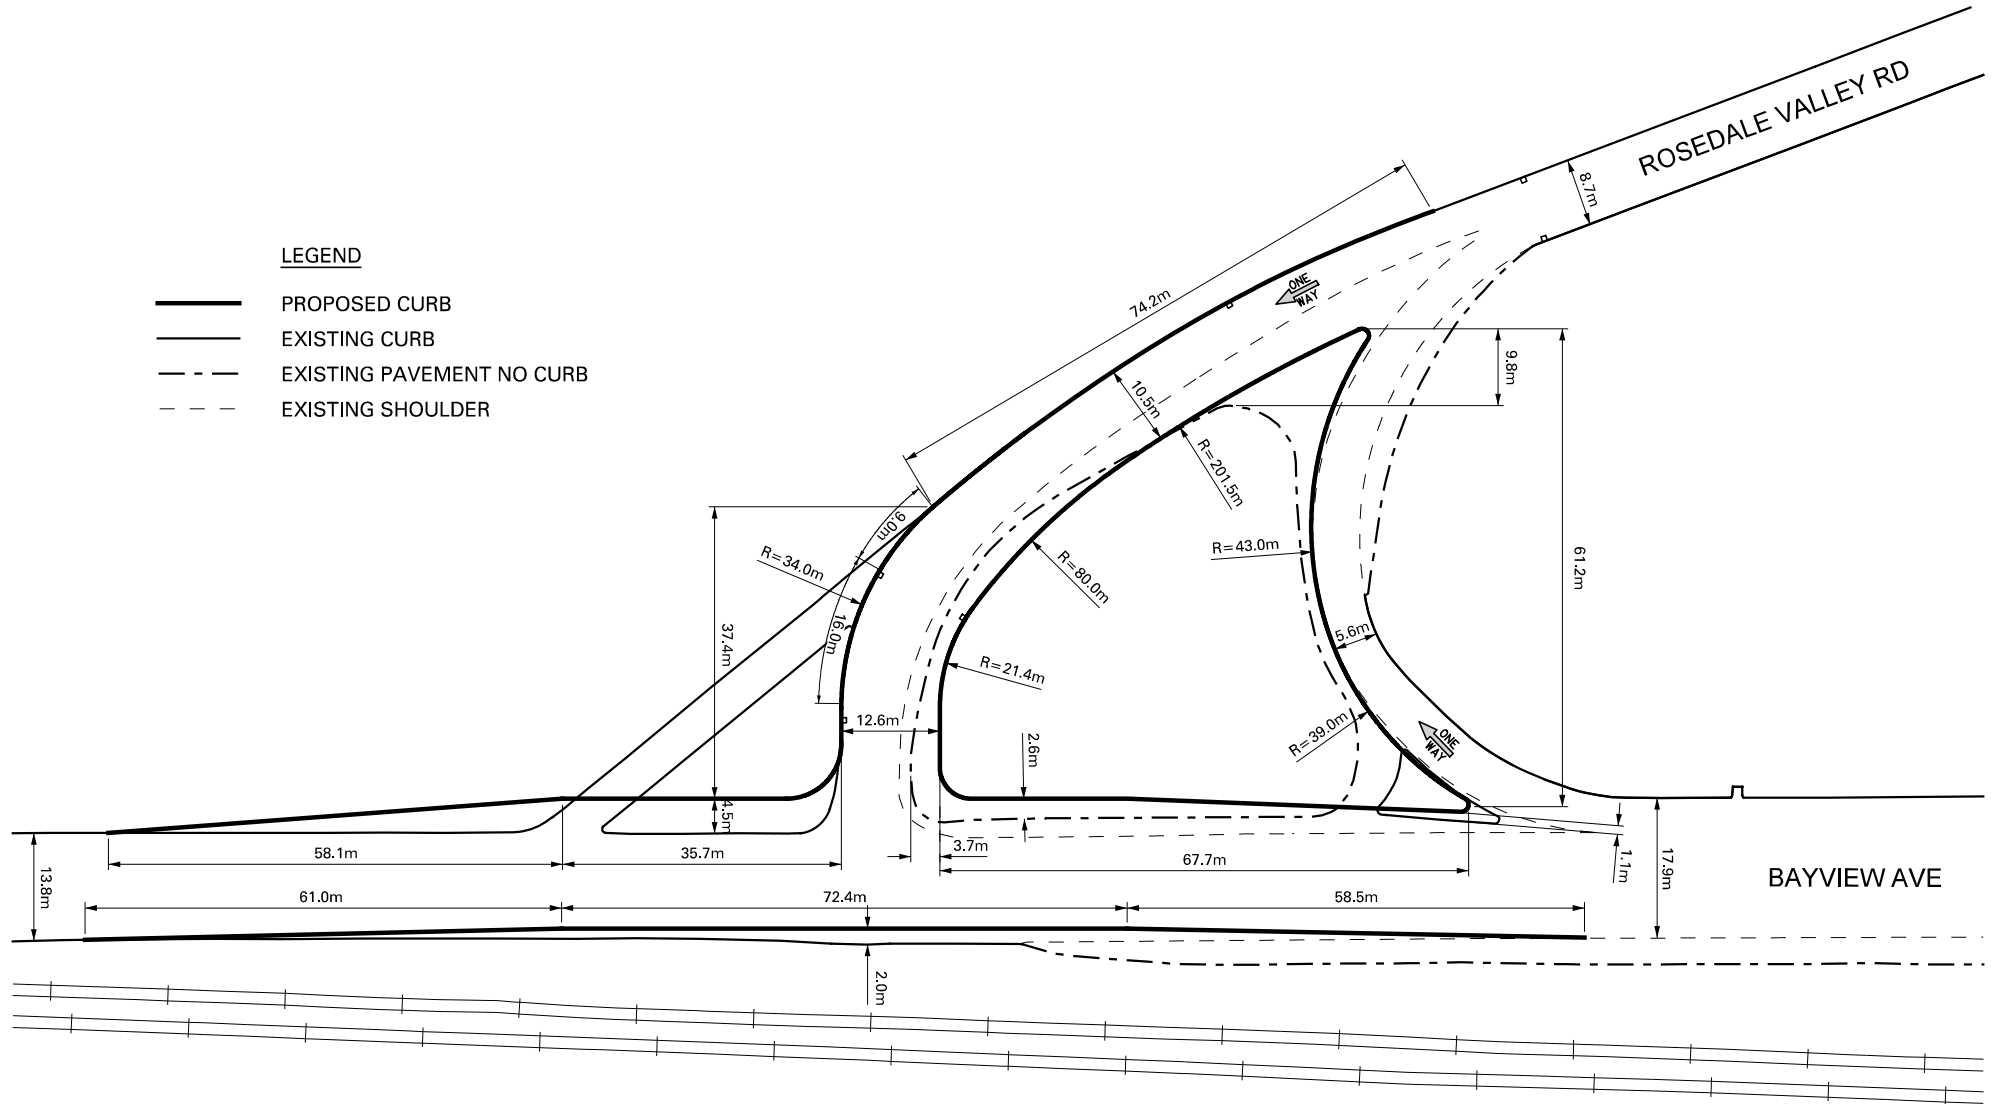 ROSEDALE VALLEY RD
8.7m
LEGEND
PROPOSED CURB
EXISTING CURB
EXISTING PAVEMENT NO CURB
EXISTING SHOULDER
74.2m
ONE
WAY
9.8m
10.5m
R=201.5m
9.0m
R=34.0m
R=43.0m
R=80.0m
61.2m
16.0m
37.4m
5.6m
R=21.4m
12.6m
R=39.0m
ONE
WAY
2.6m
4.5m
58.1m
35.7m
3.7m
67.7m
1.1m
17.9m
13.8m
BAYVIEW AVE
61.0m
72.4m
58.5m
2.0m